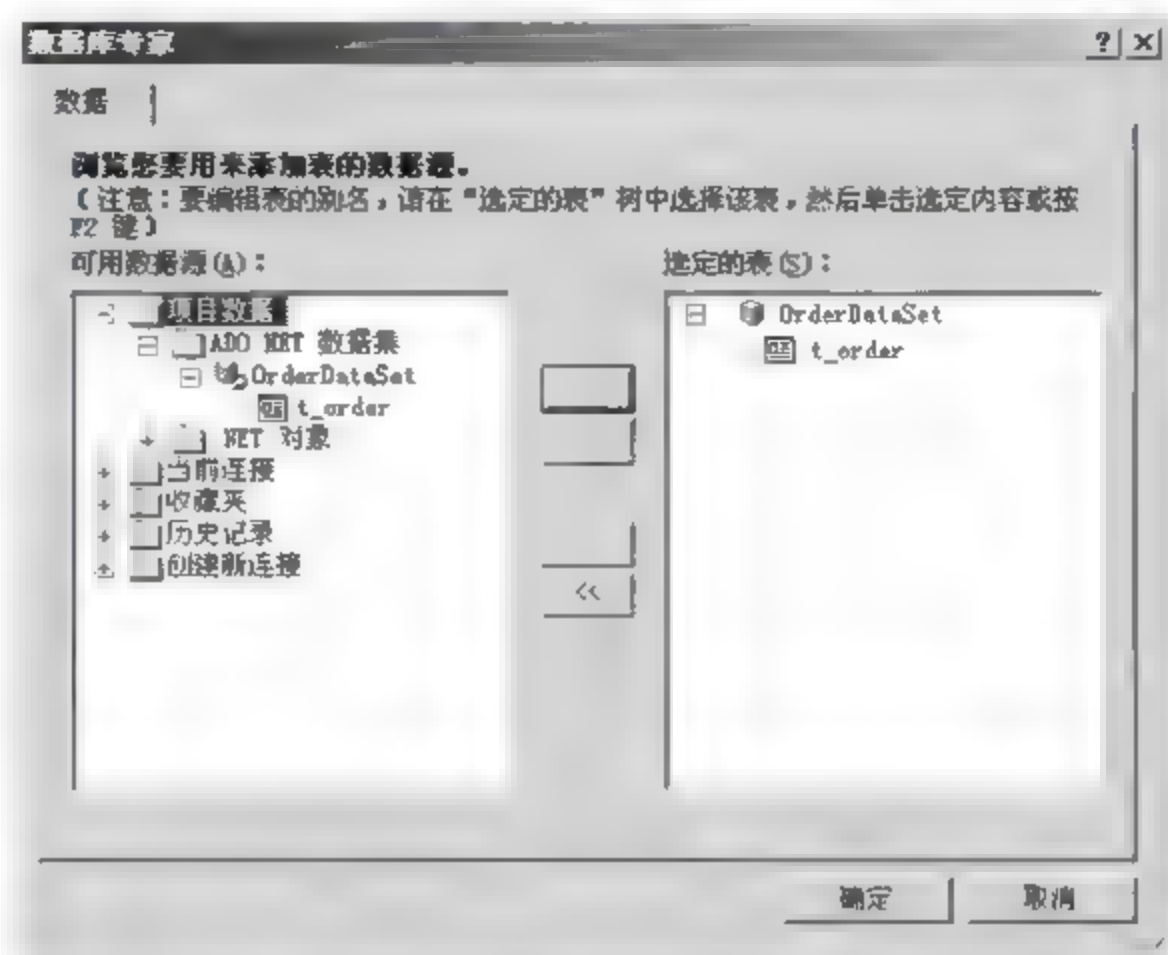 数据库专家
? ×
数据
浏览您要用来添加表的数据源。
(注意:要编辑表的别名,请在“选定的表”树中选择该表,然后单击选定内容或按
F2 键)
可用数据源(A):
选定的表(S):
项目数据
ADO NET 数据集
OrderDataSet
t_order
NET 对象
当前连接
收藏夹
历史记录
创建新连接
<<
OrderDataSet
t_order
确定
取消